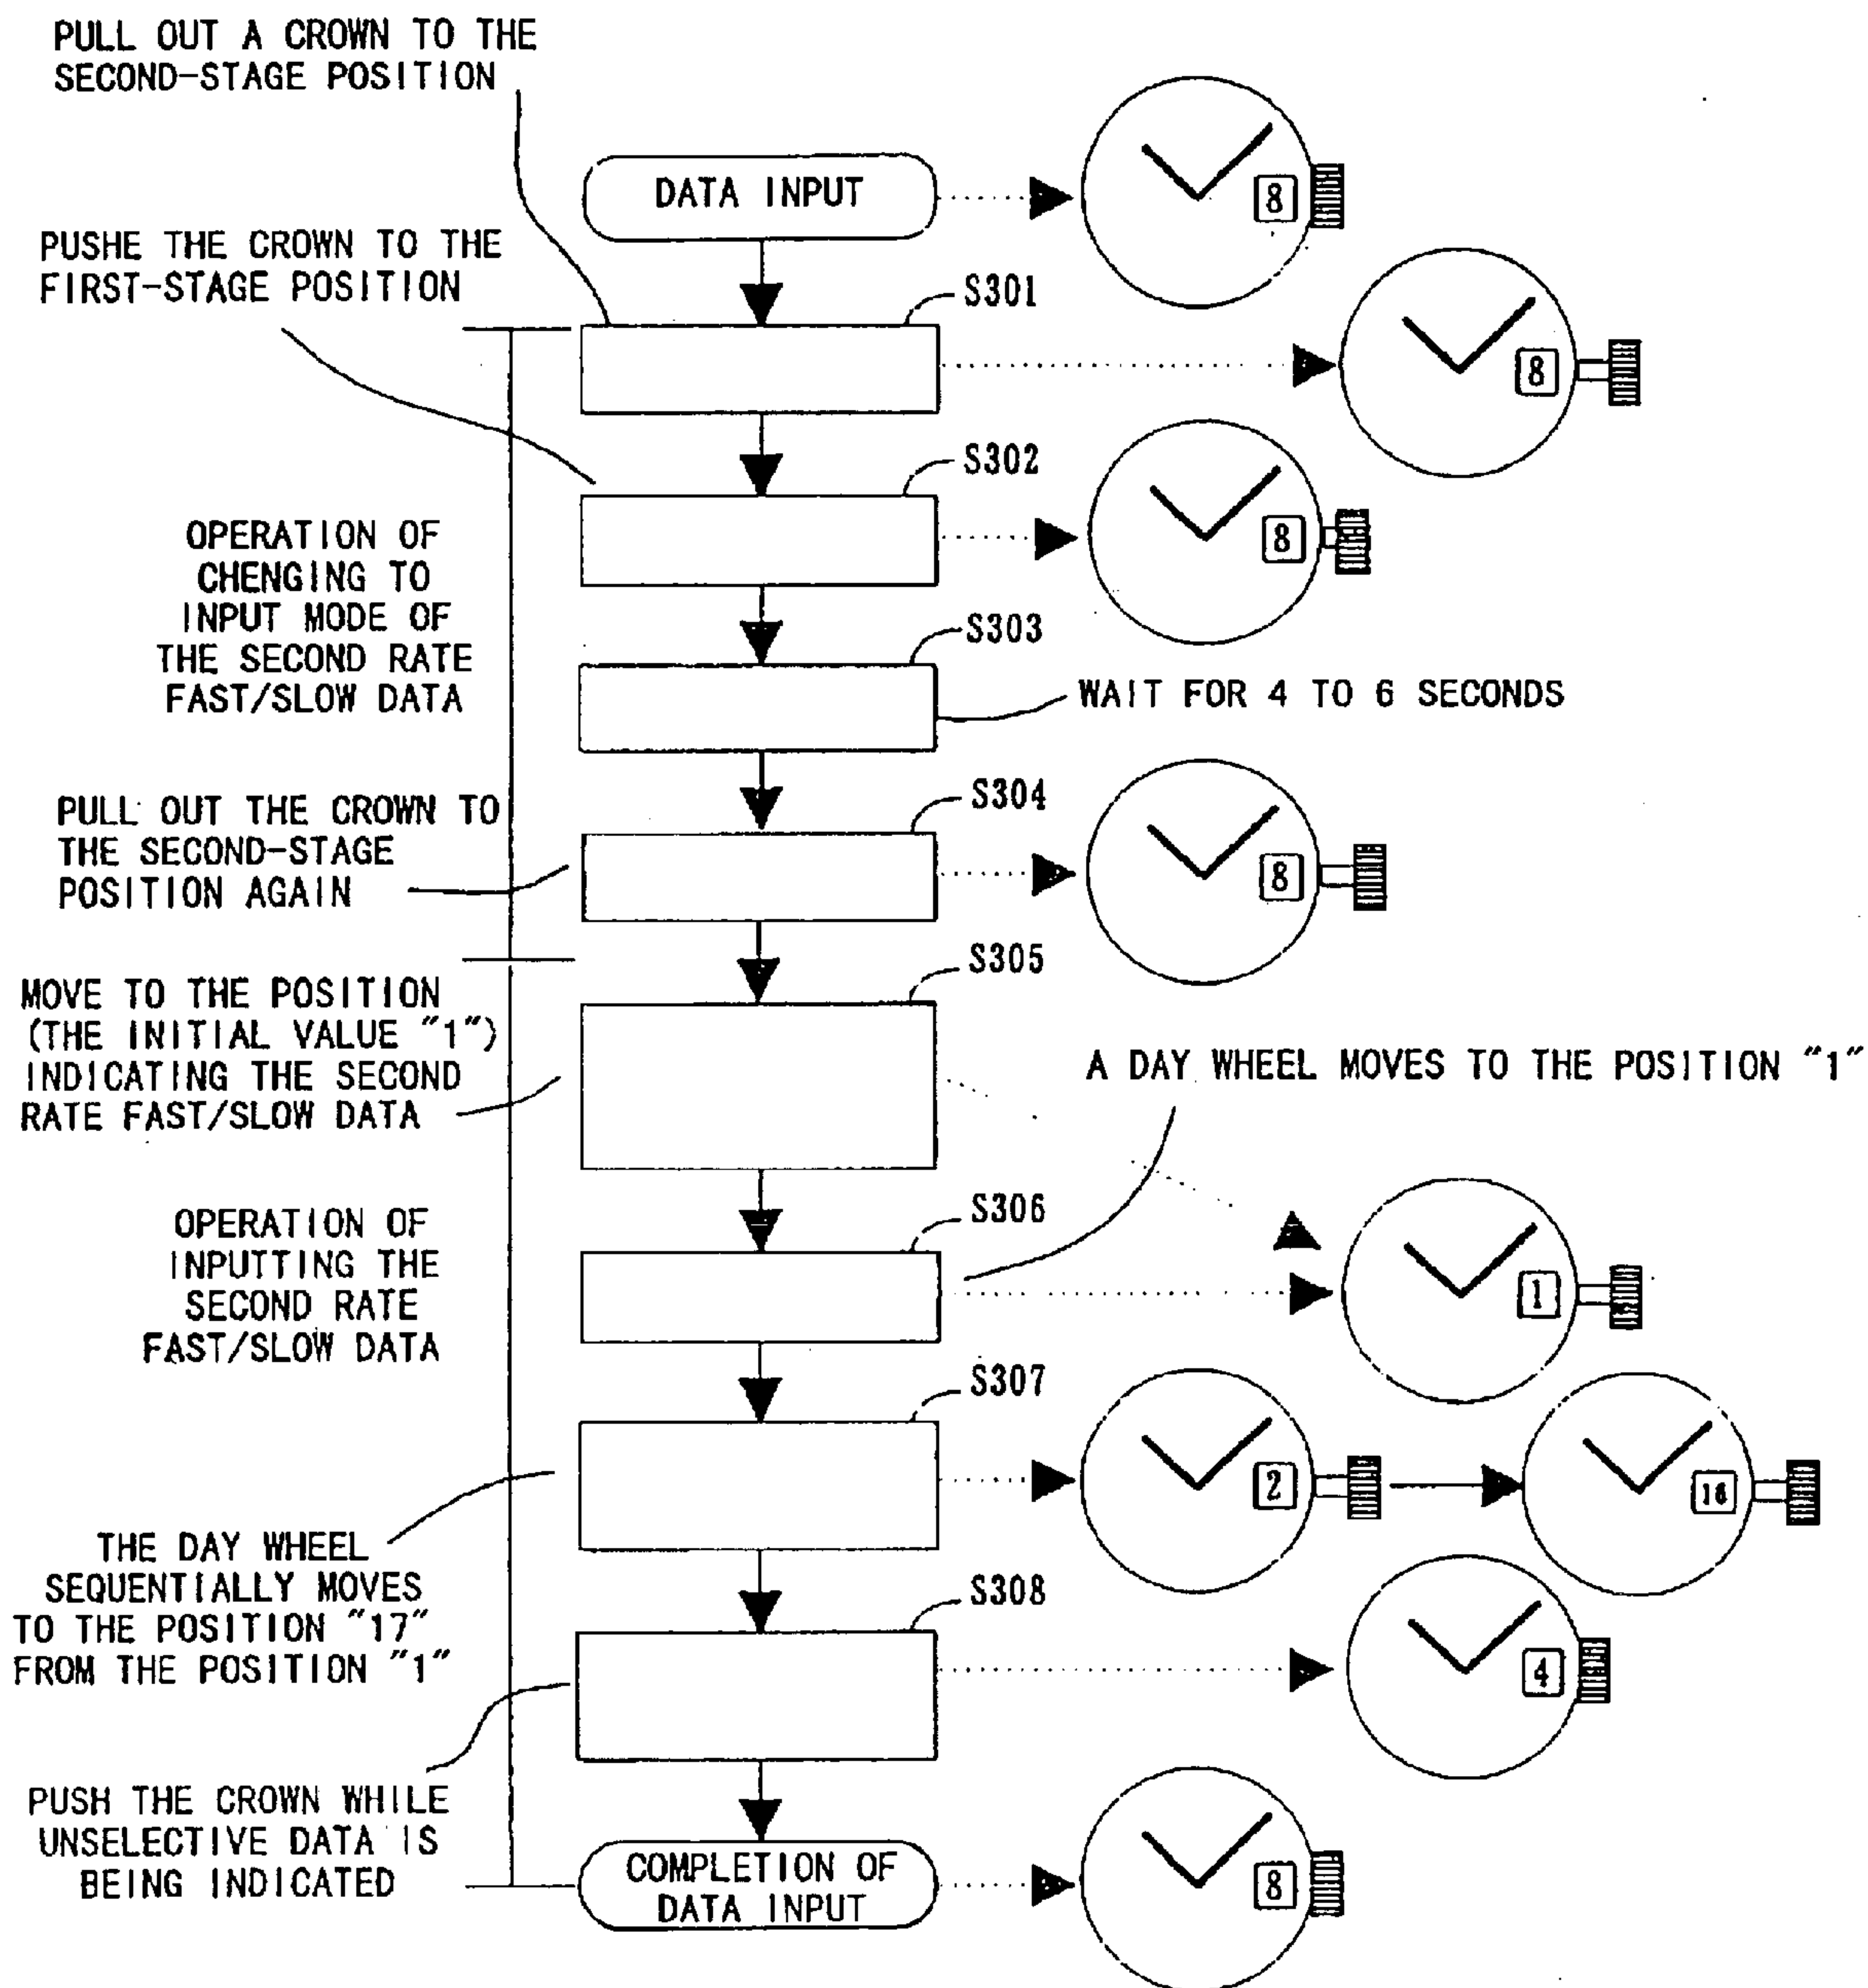 PULL OUT A CROWN TO THE
SECOND-STAGE POSITION
DATA INPUT
8
PUSHE THE CROWN TO THE
FIRST-STAGE POSITION
S301
8
S302
8
OPERATION OF
CHENGING TO
INPUT MODE OF
THE SECOND RATE
FAST/SLOW DATA
S303
WAIT FOR 4 TO 6 SECONDS
PULL OUT THE CROWN TO
THE SECOND-STAGE
POSITION AGAIN
S304
8
S305
MOVE TO THE POSITION
(THE INITIAL VALUE "1")
INDICATING THE SECOND
RATE FAST/SLOW DATA
A DAY WHEEL MOVES TO THE POSITION "1"
S306
1
OPERATION OF
INPUTTING THE
SECOND RATE
FAST/SLOW DATA
S307
2
16
THE DAY WHEEL
SEQUENTIALLY MOVES
TO THE POSITION "17"
FROM THE POSITION "1"
S308
4
PUSH THE CROWN WHILE
UNSELECTIVE DATA IS
BEING INDICATED
COMPLETION OF
DATA INPUT
8